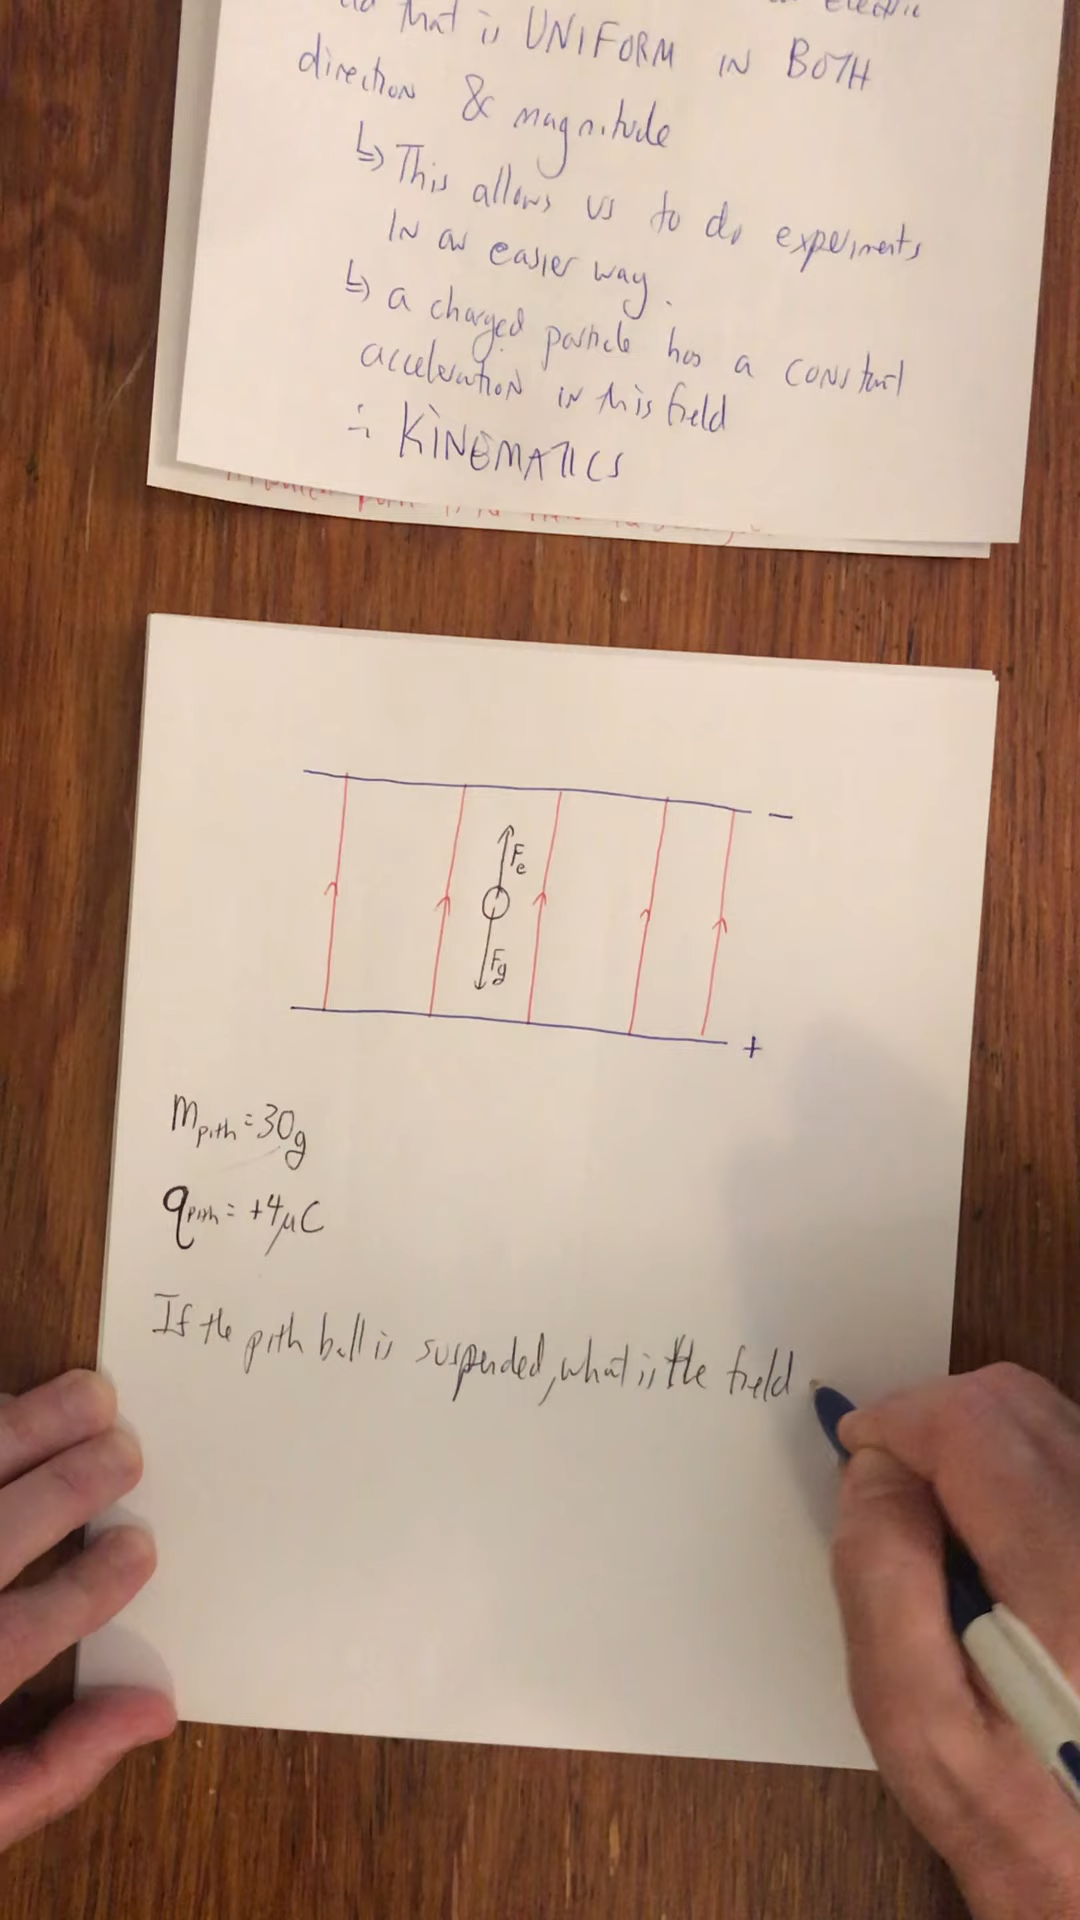 that is UNIFORM IN BOTH
direction & magnitude
↳ This allows us to do experiments
IN an easier way.
↳ a charged particle has a constant
acceleration IN this field
∴ KINEMATICS
-
Fe
Fg
+
mpith = 30g
qpith = +4μC
If the pith ball is suspended, what is the field